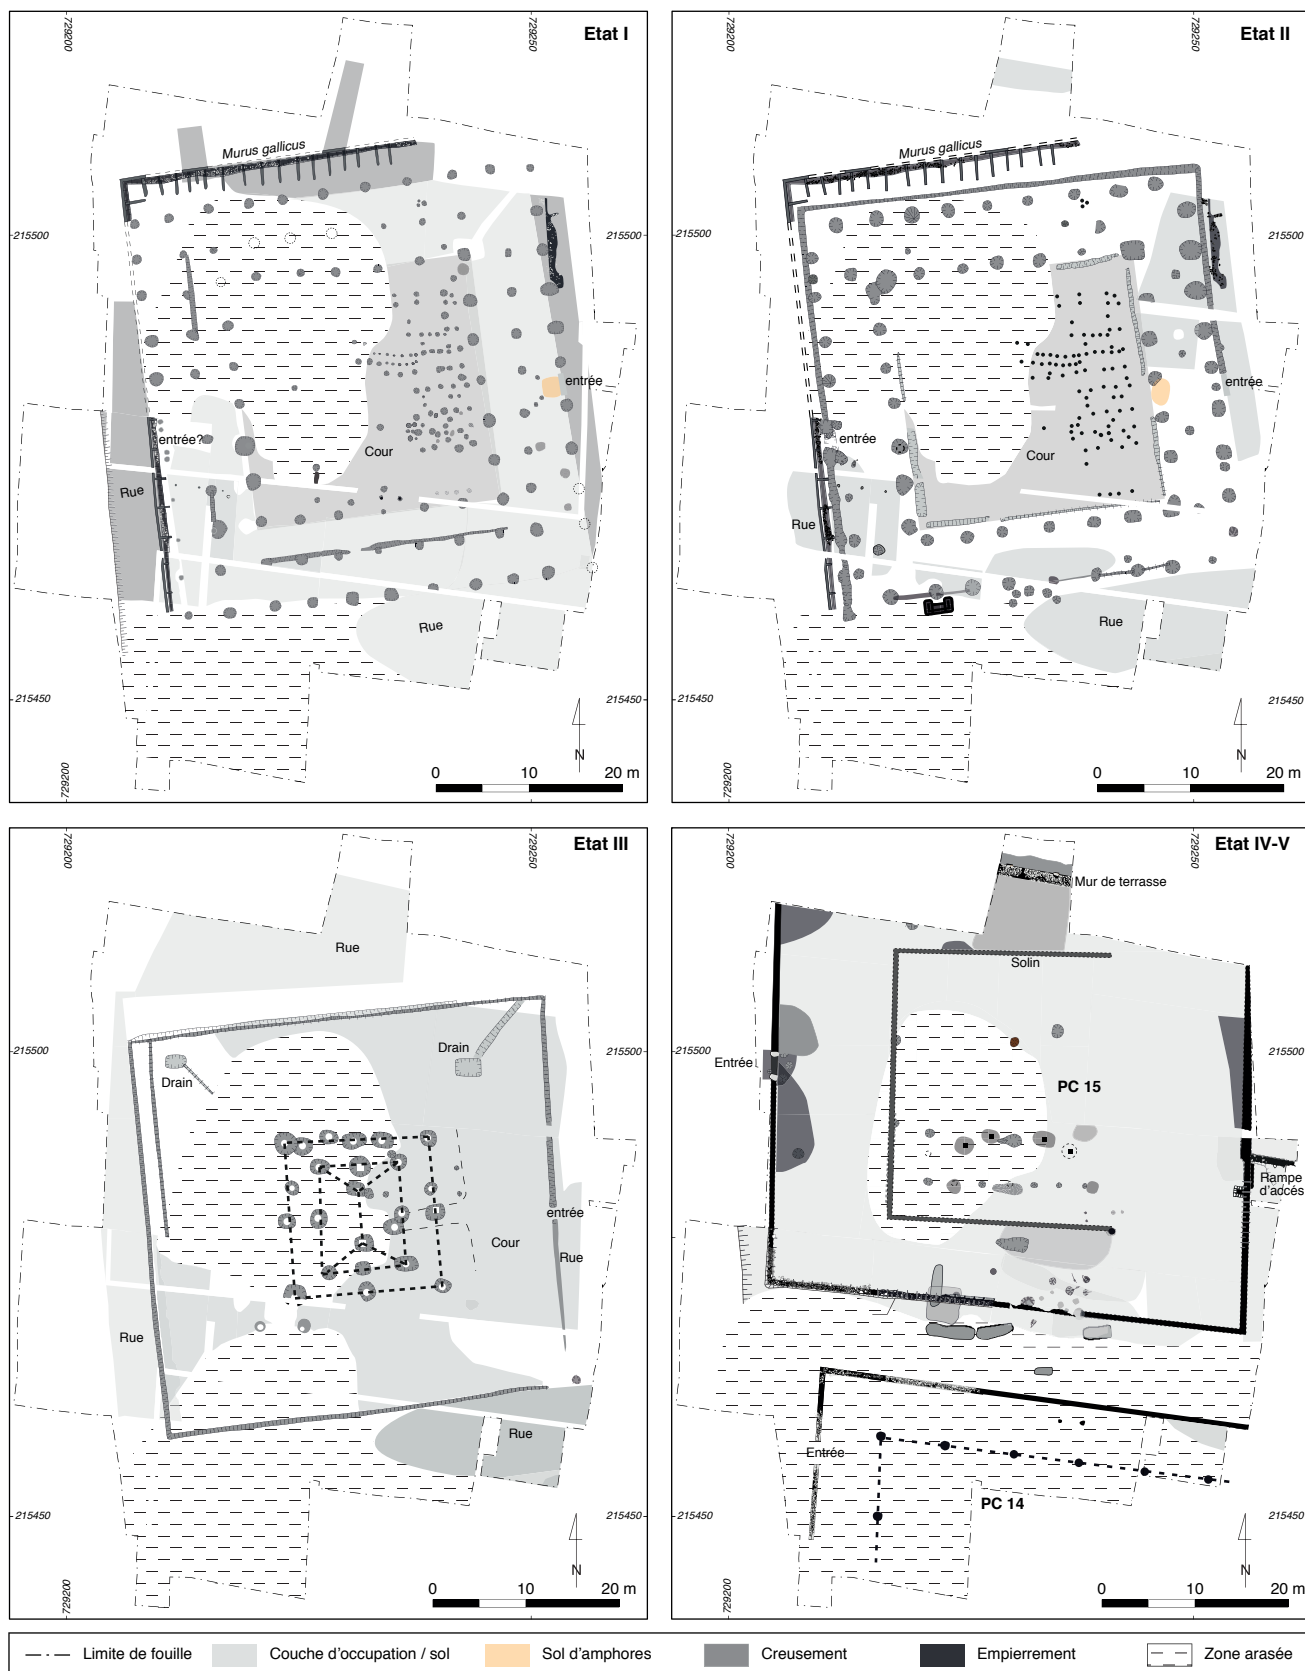 Etat I
729200
729250
Murus gallicus
215500
215500
entrée
entrée?
Cour
Rue
Rue
215450
215450
N
729200
0 10 20 m
Etat II
729200
729250
Murus gallicus
215500
215500
entrée
entrée
Cour
Rue
Rue
215450
215450
N
729200
0 10 20 m
Etat III
729200
729250
Rue
215500
Drain
Drain
entrée
Cour
Rue
Rue
Rue
215450
N
729200
0 10 20 m
Etat IV-V
729200
729250
Mur de terrasse
Solin
215500
215500
Entrée
PC 15
Rampe
d'accés
Entrée
PC 14
215450
215450
N
729200
0 10 20 m
Limite de fouille
Couche d'occupation / sol
Sol d'amphores
Creusement
Empierrement
Zone arasée